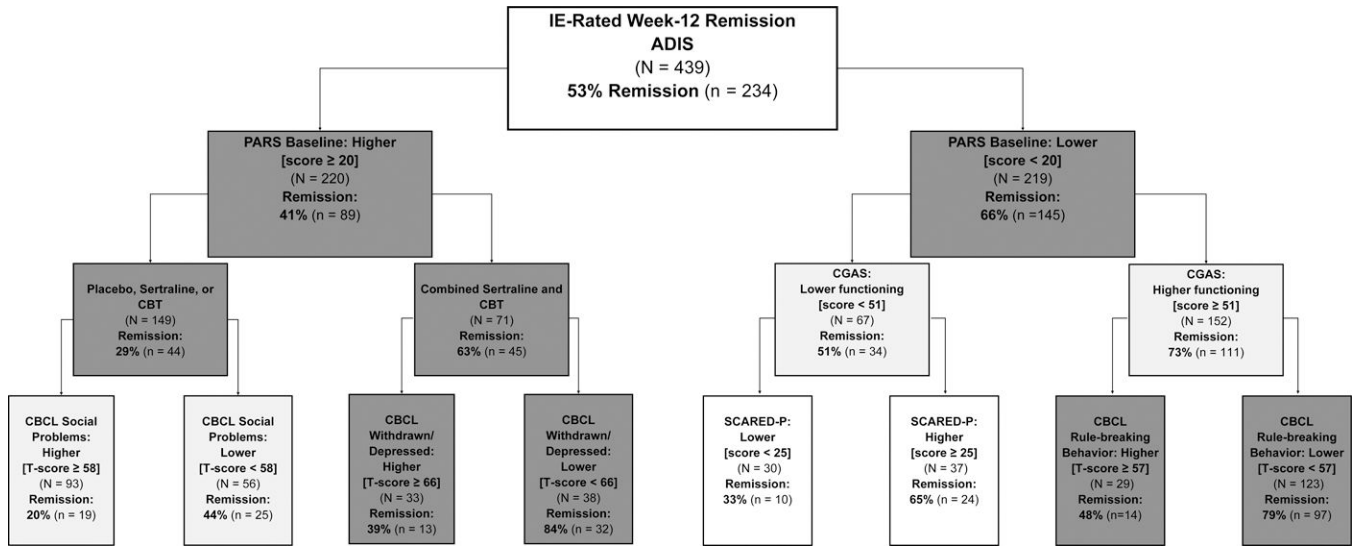 IE-Rated Week-12 Remission
ADIS
(N = 439)
53% Remission (n = 234)
PARS Baseline: Higher
[score ≥ 20]
(N = 220)
Remission:
41% (n = 89)
PARS Baseline: Lower
[score < 20]
(N = 219)
Remission:
66% (n =145)
Placebo, Sertraline, or
CBT
(N = 149)
Remission:
29% (n = 44)
Combined Sertraline and
CBT
(N = 71)
Remission:
63% (n = 45)
CGAS:
Lower functioning
[score < 51]
(N = 67)
Remission:
51% (n = 34)
CGAS:
Higher functioning
[score ≥ 51]
(N = 152)
Remission:
73% (n = 111)
CBCL Social
Problems:
Higher
[T-score ≥ 58]
(N = 93)
Remission:
20% (n = 19)
CBCL Social
Problems:
Lower
[T-score < 58]
(N = 56)
Remission:
44% (n = 25)
CBCL
Withdrawn/
Depressed:
Higher
[T-score ≥ 66]
(N = 33)
Remission:
39% (n = 13)
CBCL
Withdrawn/
Depressed:
Lower
[T-score < 66]
(N = 38)
Remission:
84% (n = 32)
SCARED-P:
Lower
[score < 25]
(N = 30)
Remission:
33% (n = 10)
SCARED-P:
Higher
[score ≥ 25]
(N = 37)
Remission:
65% (n = 24)
CBCL
Rule-breaking
Behavior: Higher
[T-score ≥ 57]
(N = 29)
Remission:
48% (n=14)
CBCL
Rule-breaking
Behavior: Lower
[T-score < 57]
(N = 123)
Remission:
79% (n = 97)